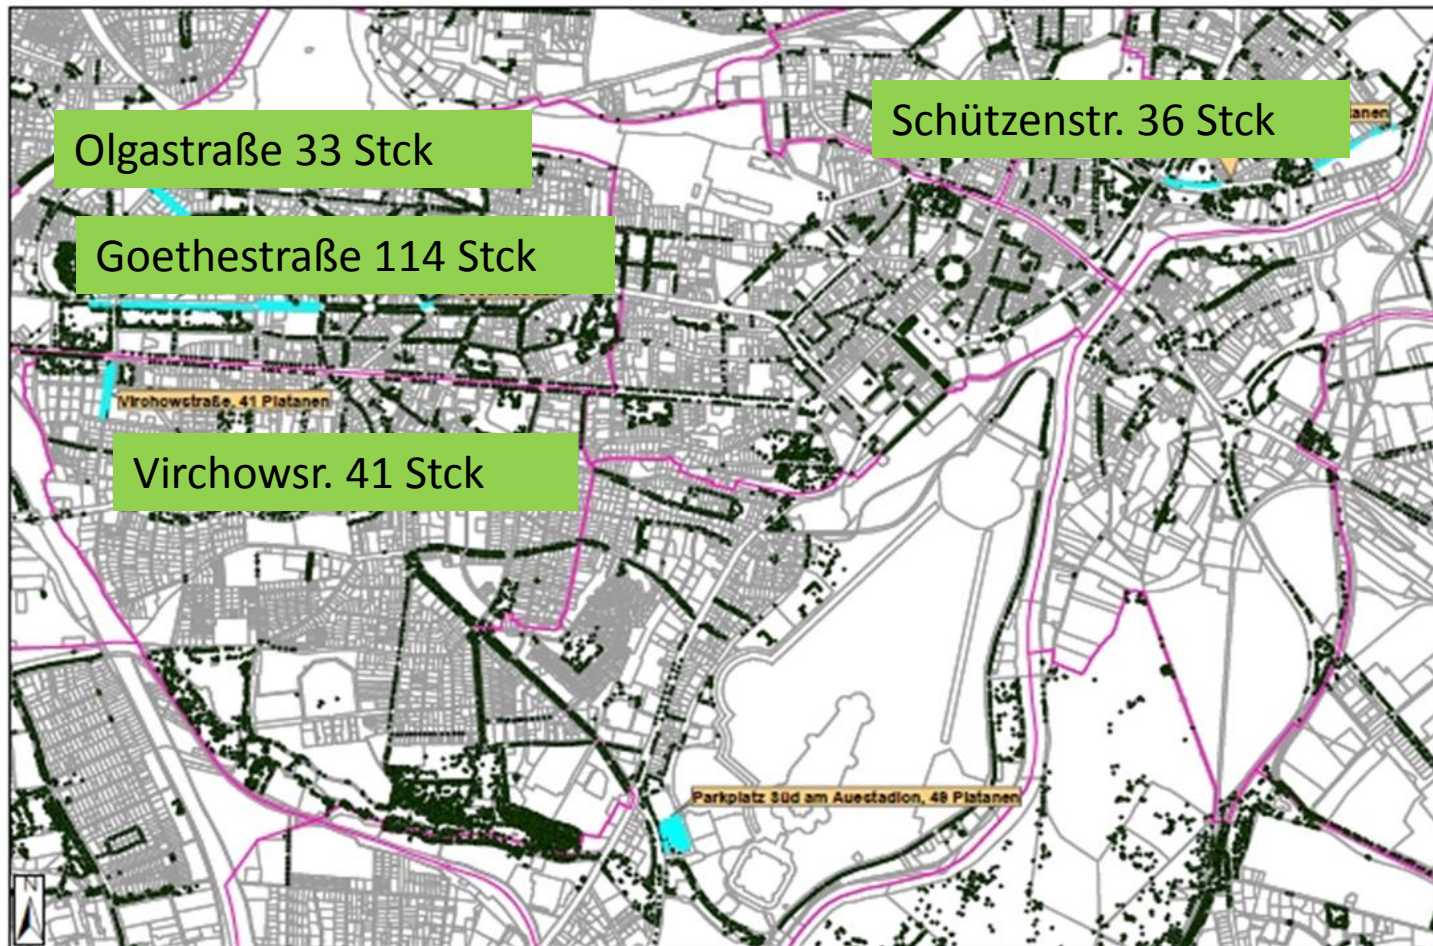 Schützenstr. 36 Stck
Olgastraße 33 Stck
Goethestraße 114 Stck
Virchowstraße, 41 Platanen
Virchowsr. 41 Stck
Parkplatz Süd am Auestadion, 49 Platanen
N